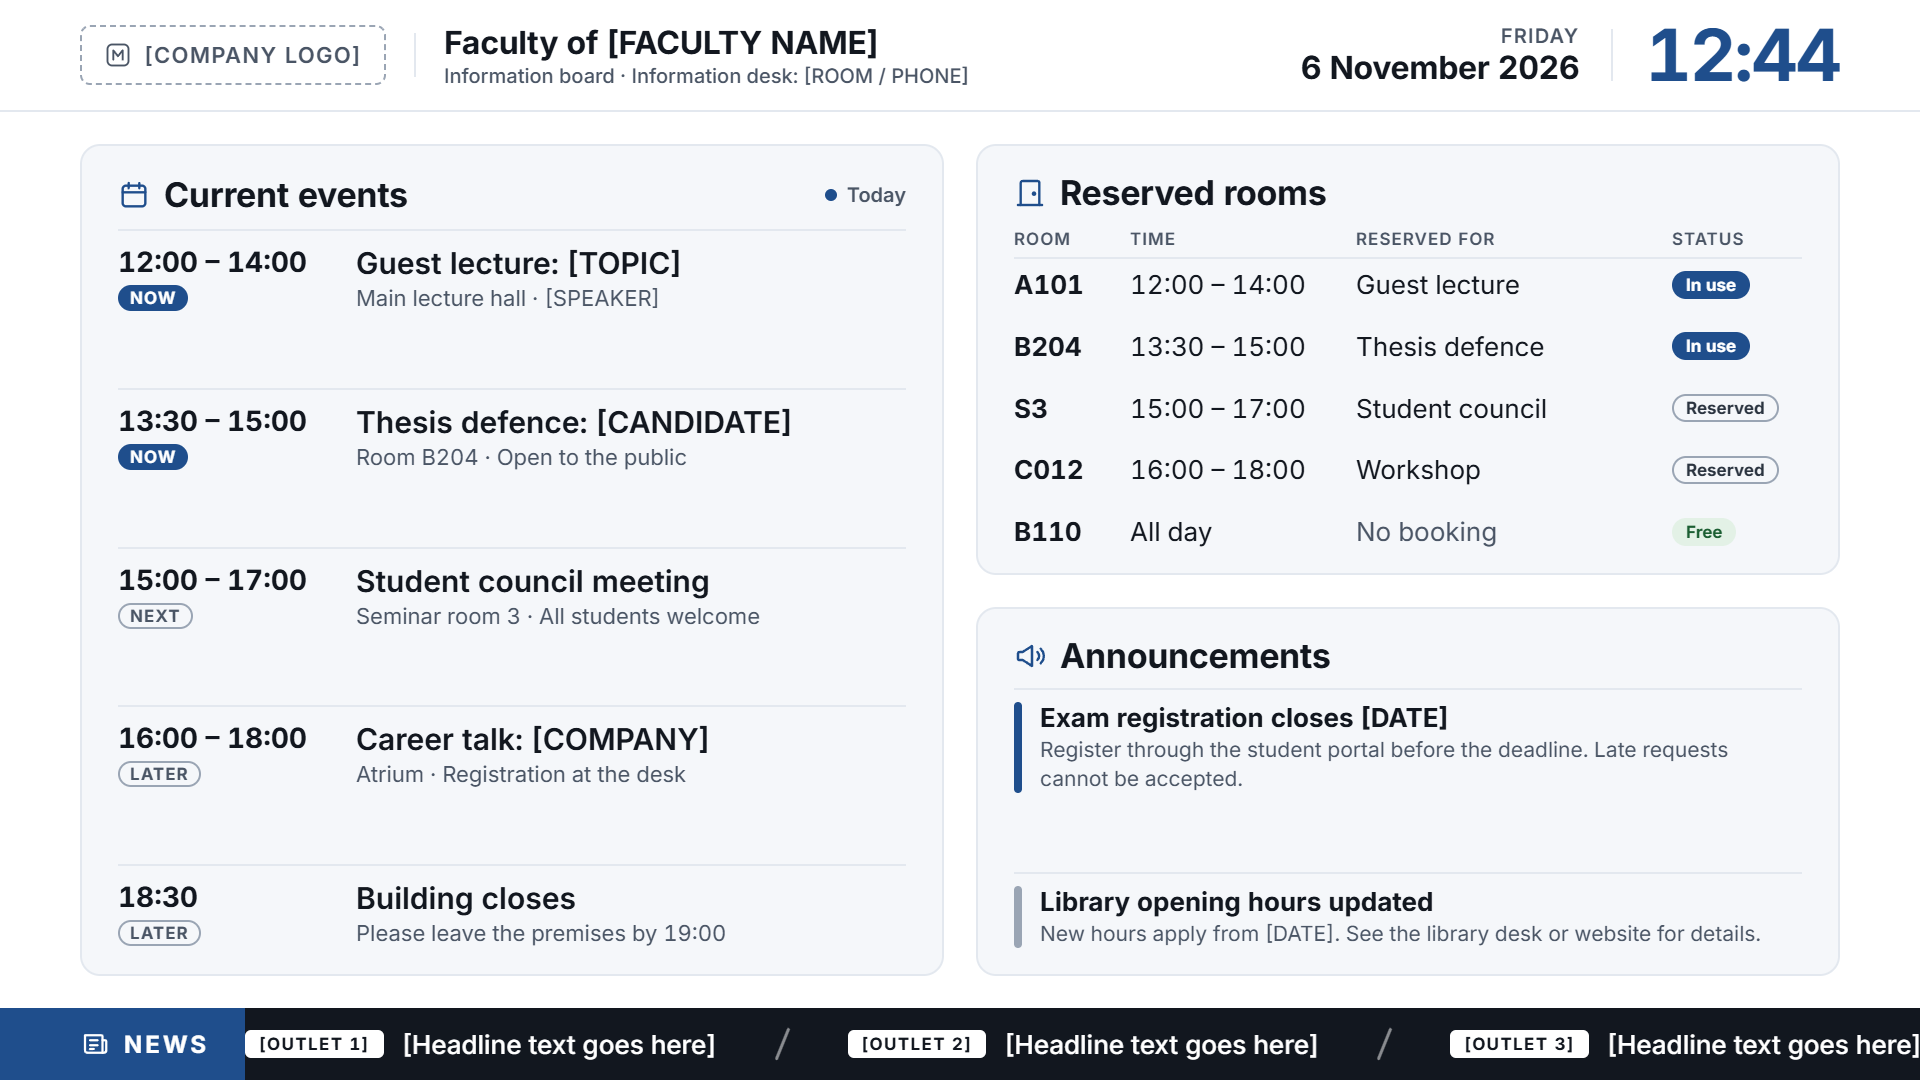 [COMPANY LOGO]
Faculty of [FACULTY NAME]
Information board · Information desk: [ROOM / PHONE]
FRIDAY
6 November 2026
12:44
Current events
Today
12:00 – 14:00
NOW
Guest lecture: [TOPIC]
Main lecture hall · [SPEAKER]
13:30 – 15:00
NOW
Thesis defence: [CANDIDATE]
Room B204 · Open to the public
15:00 – 17:00
NEXT
Student council meeting
Seminar room 3 · All students welcome
16:00 – 18:00
LATER
Career talk: [COMPANY]
Atrium · Registration at the desk
18:30
LATER
Building closes
Please leave the premises by 19:00
Reserved rooms
ROOM TIME RESERVED FOR STATUS
A101 12:00 – 14:00 Guest lecture In use
B204 13:30 – 15:00 Thesis defence In use
S3 15:00 – 17:00 Student council Reserved
C012 16:00 – 18:00 Workshop Reserved
B110 All day No booking Free
Announcements
Exam registration closes [DATE]
Register through the student portal before the deadline. Late requests
cannot be accepted.
Library opening hours updated
New hours apply from [DATE]. See the library desk or website for details.
NEWS [OUTLET 1] [Headline text goes here] / [OUTLET 2] [Headline text goes here] / [OUTLET 3] [Headline text goes here]